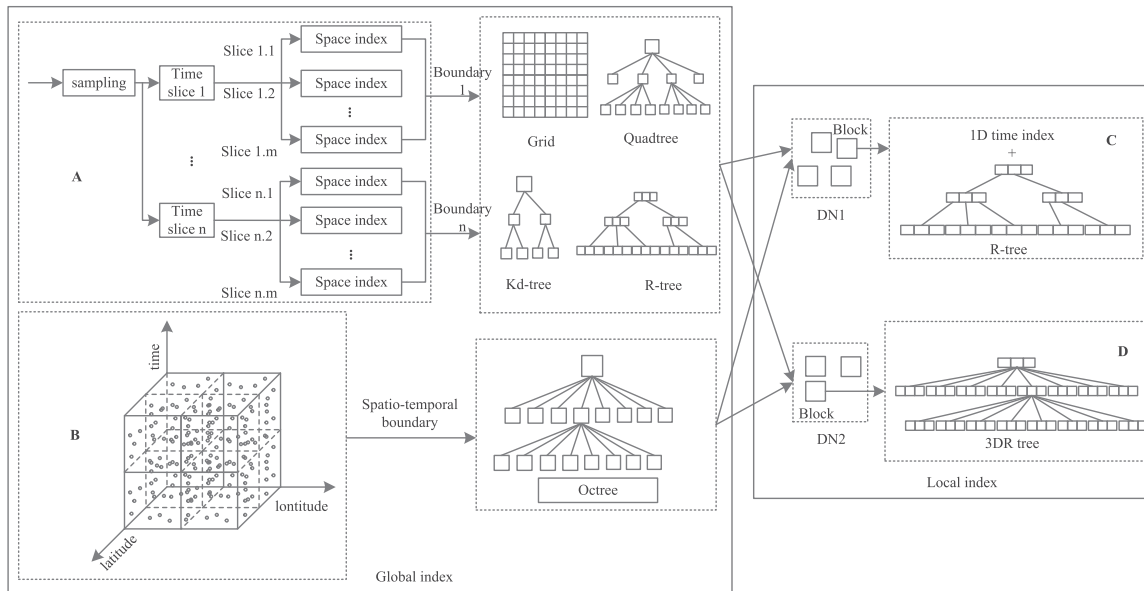 A
sampling
Time
slice 1
Slice 1.1
Slice 1.2
Slice 1.m
Space index
Space index
...
Space index
Boundary
1
...
Time
slice n
Slice n.1
Slice n.2
Slice n.m
Space index
Space index
...
Space index
Boundary
n
Grid
Quadtree
Kd-tree
R-tree
B
time
lontitude
latitude
Spatio-temporal
boundary
Octree
Global index
Block
DN1
1D time index
+
C
R-tree
Block
DN2
D
3DR tree
Local index